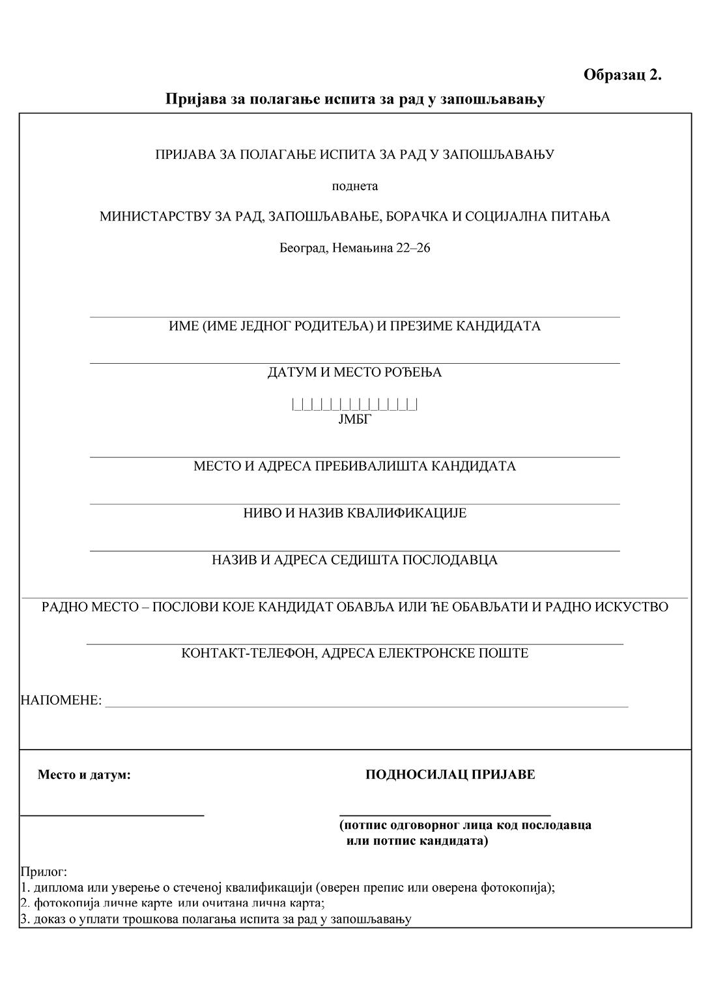 Образац 2.
Пријава за полагање испита за рад у запошљавању
ПРИЈАВА ЗА ПОЛАГАЊЕ ИСПИТА ЗА РАД У ЗАПОШЉАВАЊУ
поднета
МИНИСТАРСТВУ ЗА РАД, ЗАПОШЉАВАЊЕ, БОРАЧКА И СОЦИЈАЛНА ПИТАЊА
Београд, Немањина 22–26
ИМЕ (ИМЕ ЈЕДНОГ РОДИТЕЉА) И ПРЕЗИМЕ КАНДИДАТА
ДАТУМ И МЕСТО РОЂЕЊА
|_|_|_|_|_|_|_|_|_|_|_|_|_|
ЈМБГ
МЕСТО И АДРЕСА ПРЕБИВАЛИШТА КАНДИДАТА
НИВО И НАЗИВ КВАЛИФИКАЦИЈЕ
НАЗИВ И АДРЕСА СЕДИШТА ПОСЛОДАВЦА
РАДНО МЕСТО – ПОСЛОВИ КОЈЕ КАНДИДАТ ОБАВЉА ИЛИ ЋЕ ОБАВЉАТИ И РАДНО ИСКУСТВО
КОНТАКТ-ТЕЛЕФОН, АДРЕСА ЕЛЕКТРОНСКЕ ПОШТЕ
НАПОМЕНЕ:
Место и датум: ПОДНОСИЛАЦ ПРИЈАВЕ
(потпис одговорног лица код послодавца
или потпис кандидата)
Прилог:
1. диплома или уверење о стеченој квалификацији (оверен препис или оверена фотокопија);
2. фотокопија личне карте или очитана лична карта;
3. доказ о уплати трошкова полагања испита за рад у запошљавању